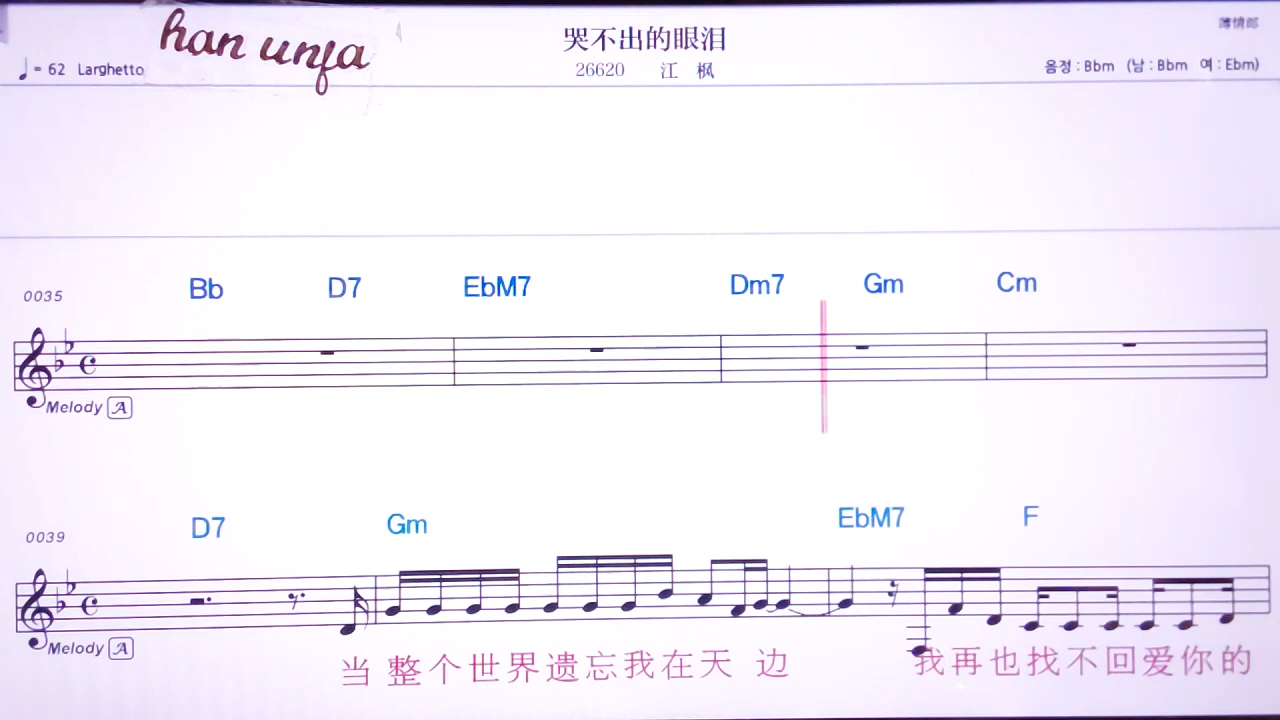 han unfa
哭不出的眼泪
薄情郎
♩= 62 Larghetto
26620 江 枫
음정 : Bbm (남 : Bbm 여 : Ebm)
0035 Bb D7 EbM7 Dm7 Gm Cm
Melody A
0039 D7 Gm EbM7 F
Melody A
当 整个世界遗忘我在天 边 我再也找不回爱你的